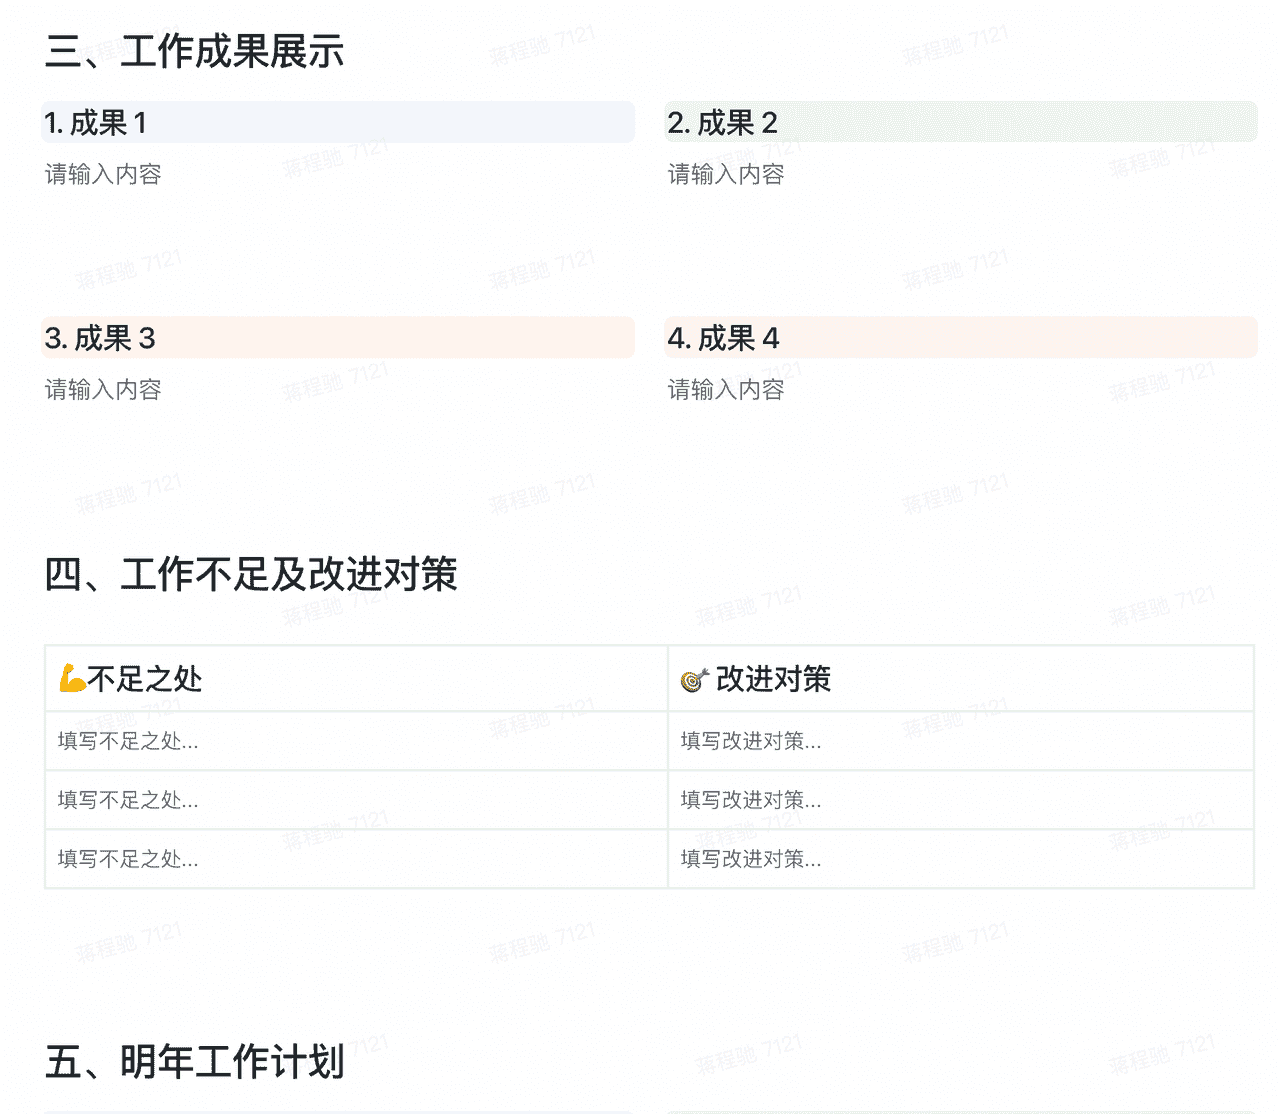 三、工作成果展示
1. 成果 1
2. 成果 2
请输入内容
请输入内容
3. 成果 3
4. 成果 4
请输入内容
请输入内容
四、工作不足及改进对策
💪不足之处
🎯 改进对策
填写不足之处...
填写改进对策...
填写不足之处...
填写改进对策...
填写不足之处...
填写改进对策...
五、明年工作计划
蒋程驰 7121